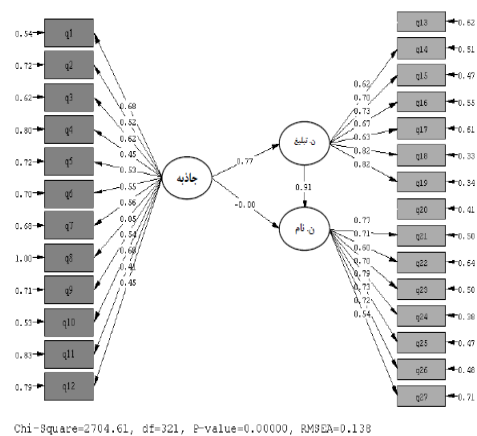 0.54 q1
0.72 q2
0.62 q3
0.80 q4
0.72 q5
0.70 q6
0.68 q7
1.00 q8
0.71 q9
0.53 q10
0.83 q11
0.79 q12
0.68
0.52
0.62
0.45
0.53
0.55
0.56
0.05
0.54
0.68
0.41
0.45
جاذبه
0.77
-0.00
ن. تبلیغ
0.91
ن. نام
0.62
0.70
0.73
0.67
0.63
0.82
0.82
0.77
0.71
0.60
0.70
0.79
0.73
0.72
0.54
q13 0.62
q14 0.51
q15 0.47
q16 0.55
q17 0.61
q18 0.33
q19 0.34
q20 0.41
q21 0.50
q22 0.64
q23 0.50
q24 0.38
q25 0.47
q26 0.48
q27 0.71
Chi-Square=2704.61, df=321, P-value=0.00000, RMSEA=0.138